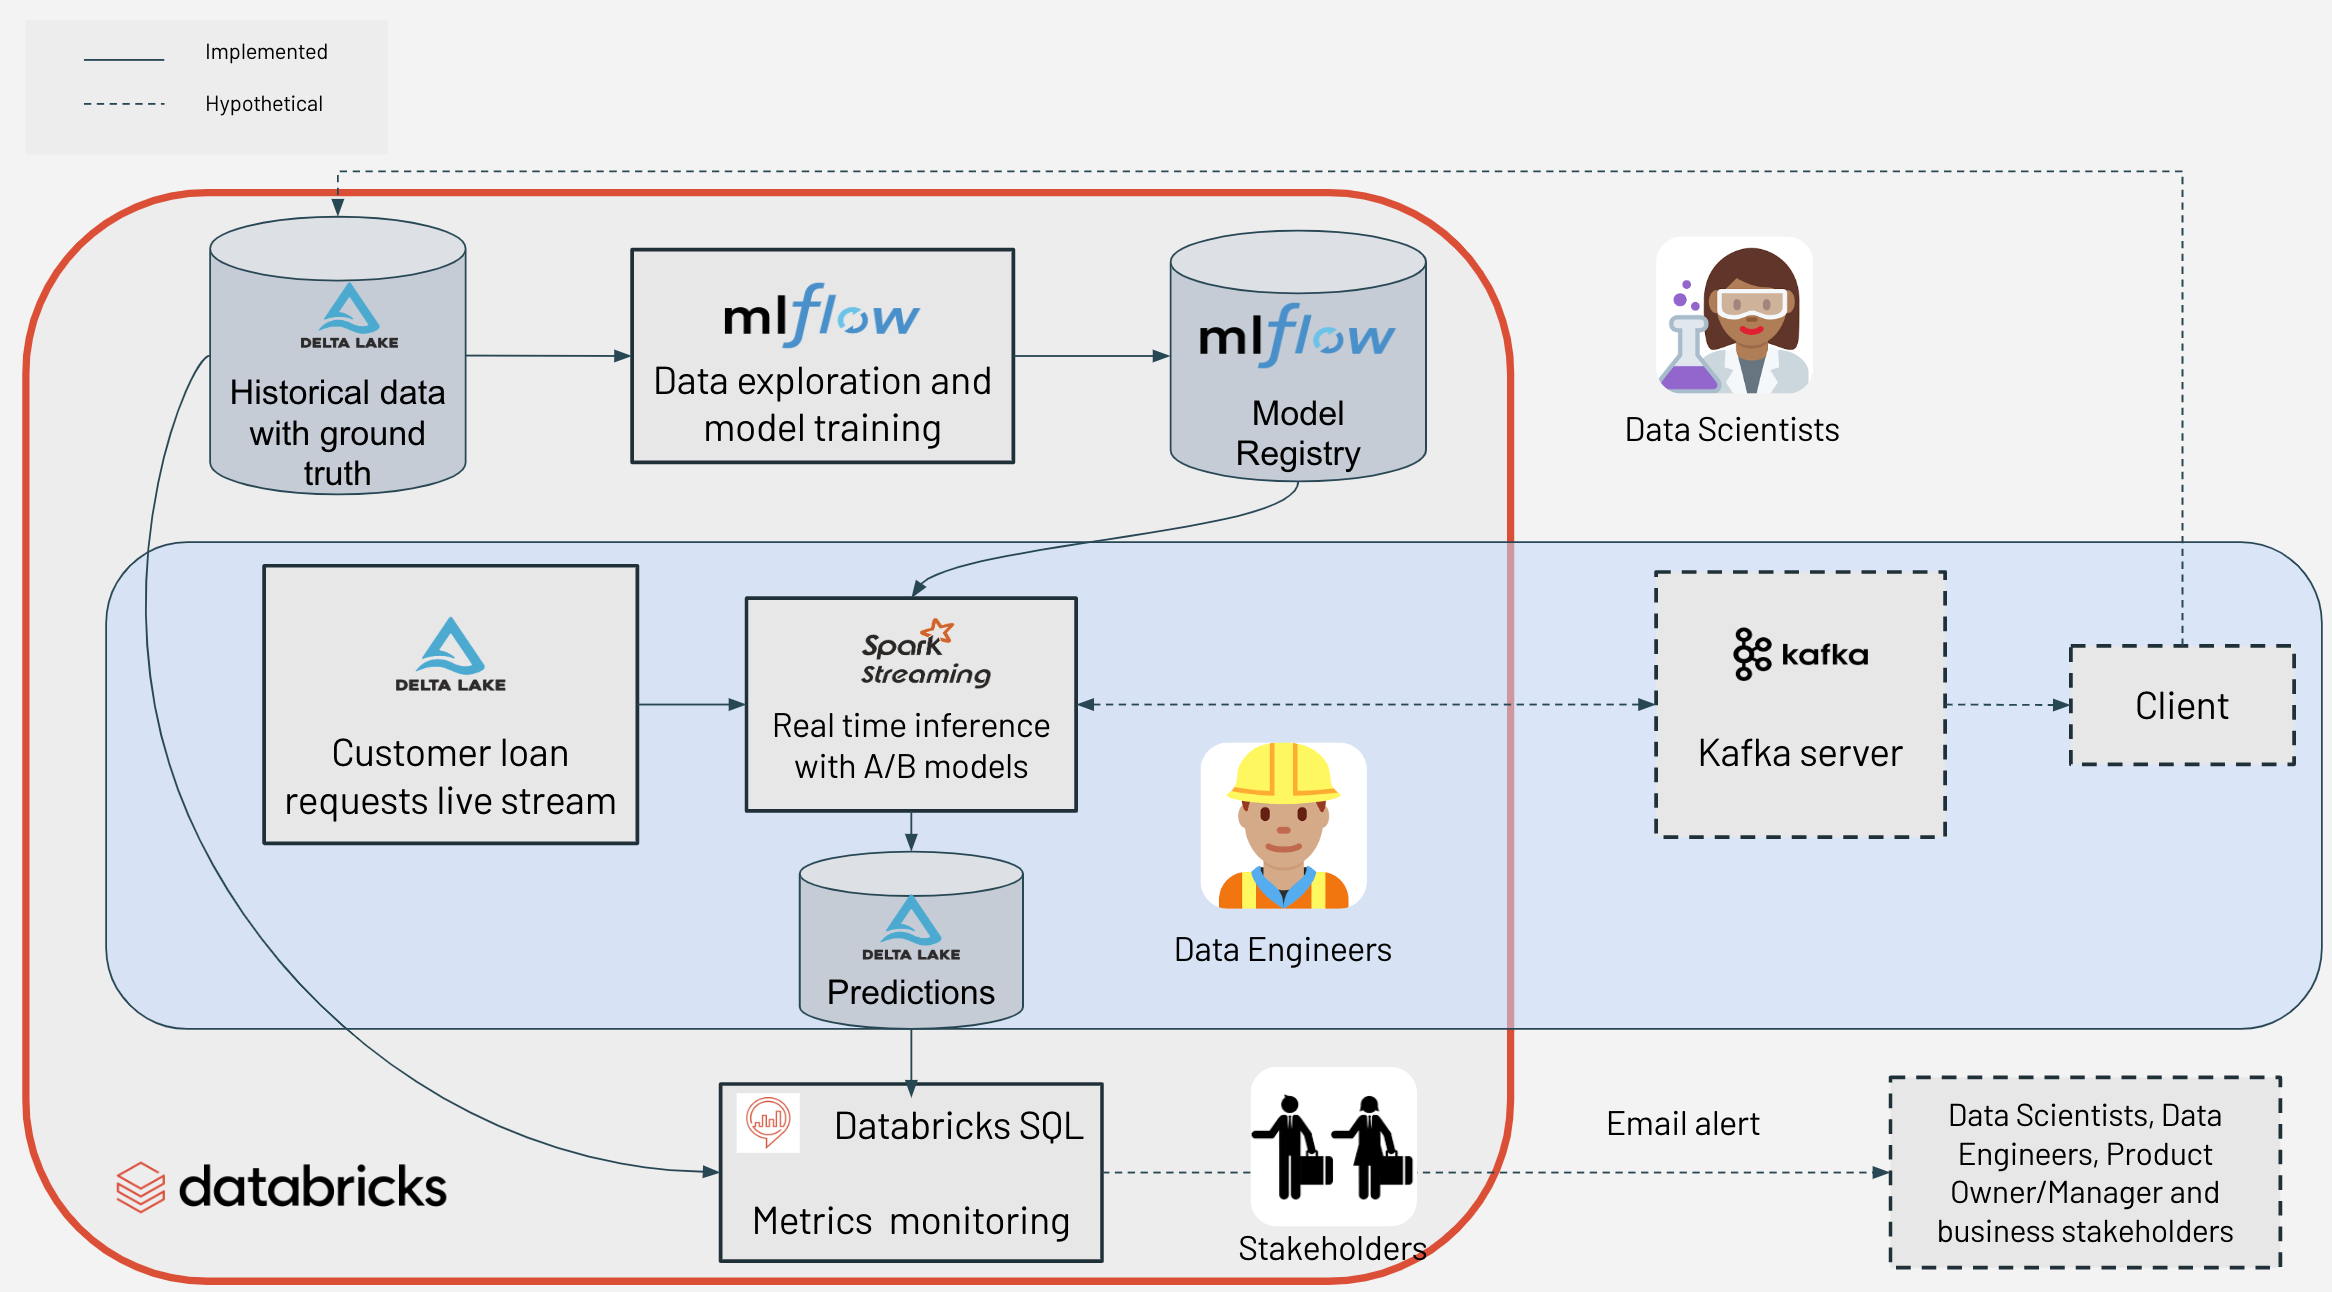 Implemented
Hypothetical
DELTA LAKE
Historical data
with ground
truth
mlflow
Data exploration and
model training
mlflow
Model
Registry
Data Scientists
DELTA LAKE
Customer loan
requests live stream
Spark
Streaming
Real time inference
with A/B models
kafka
Kafka server
Client
DELTA LAKE
Predictions
Data Engineers
databricks
Databricks SQL
Metrics monitoring
Stakeholders
Email alert
Data Scientists, Data
Engineers, Product
Owner/Manager and
business stakeholders